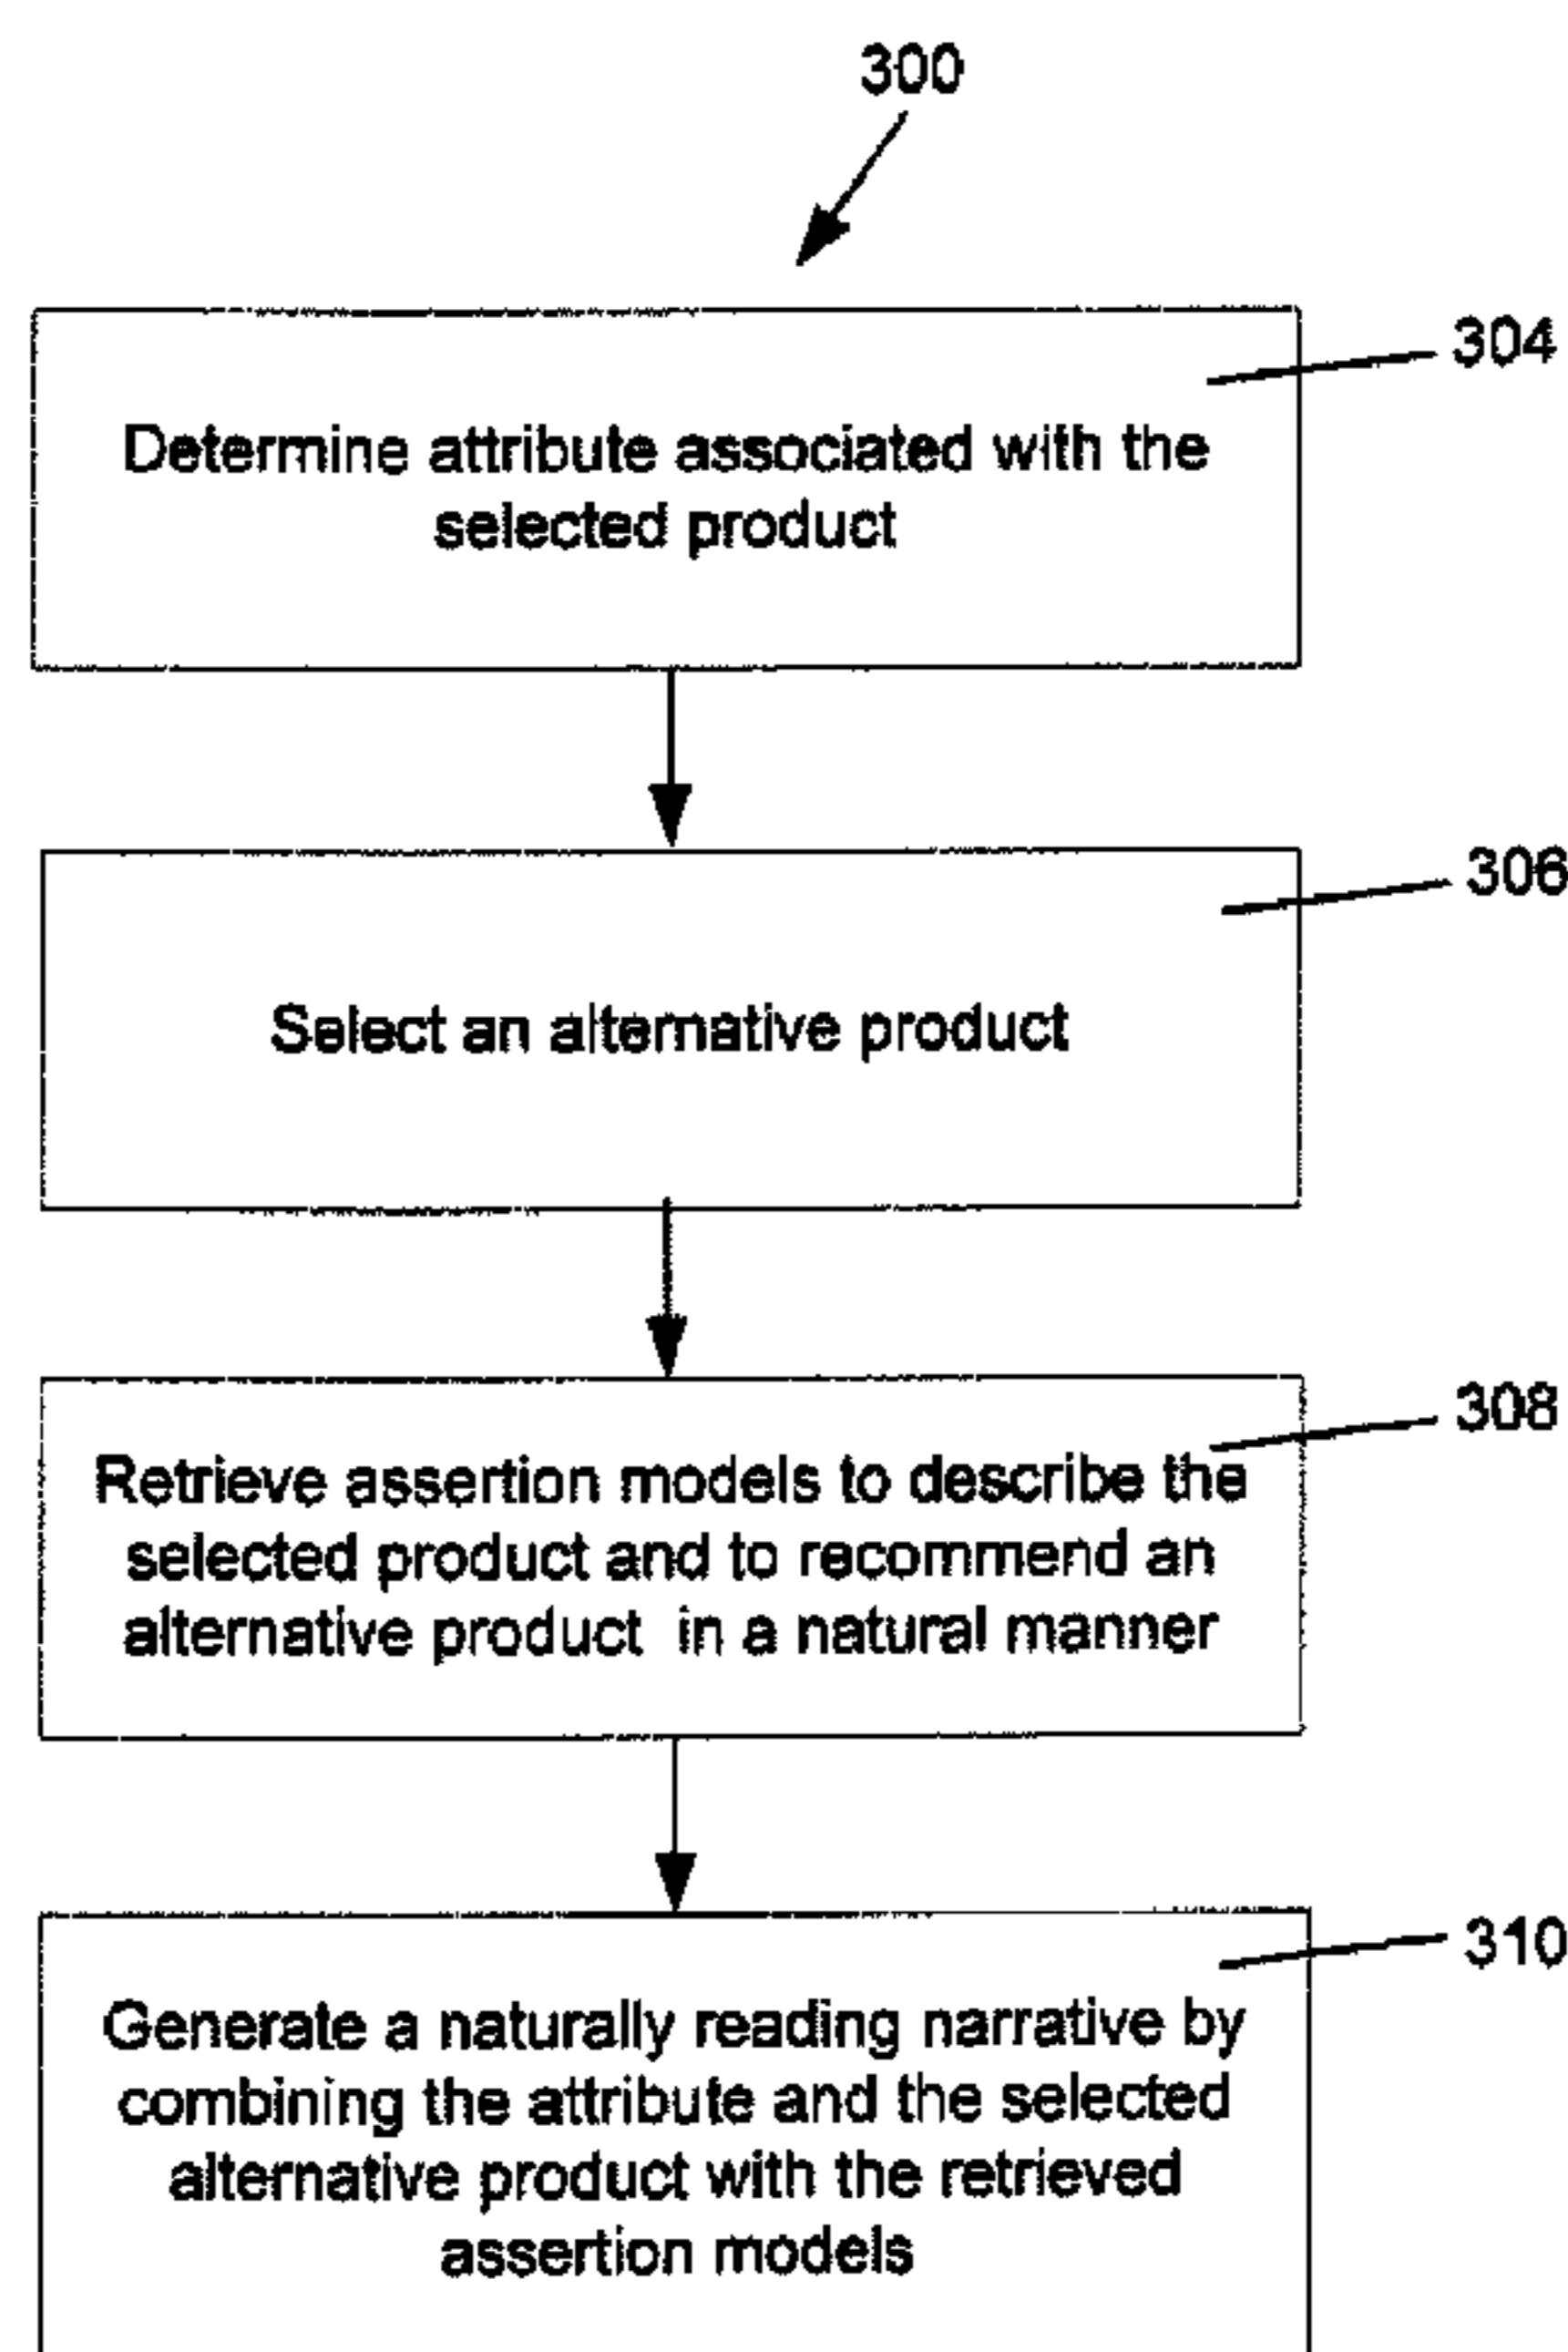 300
304
Determine attribute associated with the
selected product
306
Select an alternative product
308
Retrieve assertion models to describe the
selected product and to recommend an
alternative product in a natural manner
310
Generate a naturally reading narrative by
combining the attribute and the selected
alternative product with the retrieved
assertion models